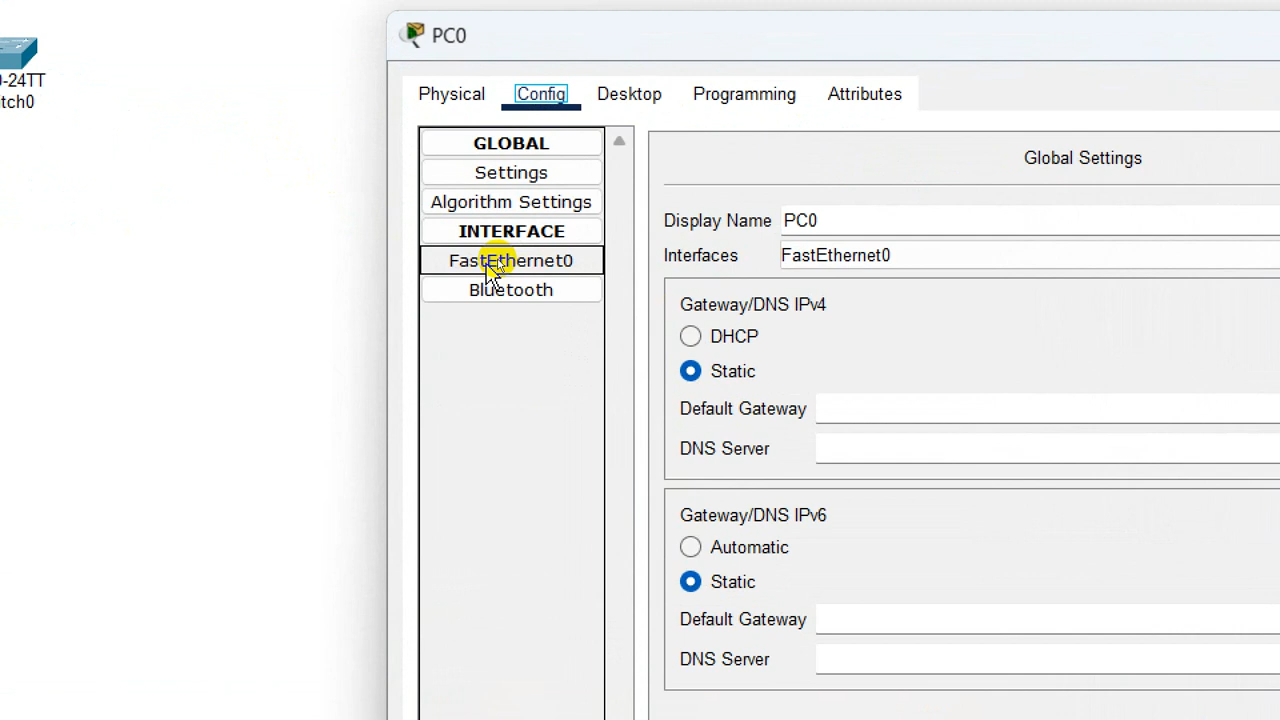 PC0
0-24TT
itch0
Physical Config Desktop Programming Attributes
GLOBAL
Settings
Algorithm Settings
INTERFACE
FastEthernet0
Bluetooth
Global Settings
Display Name PC0
Interfaces FastEthernet0
Gateway/DNS IPv4
DHCP
Static
Default Gateway
DNS Server
Gateway/DNS IPv6
Automatic
Static
Default Gateway
DNS Server